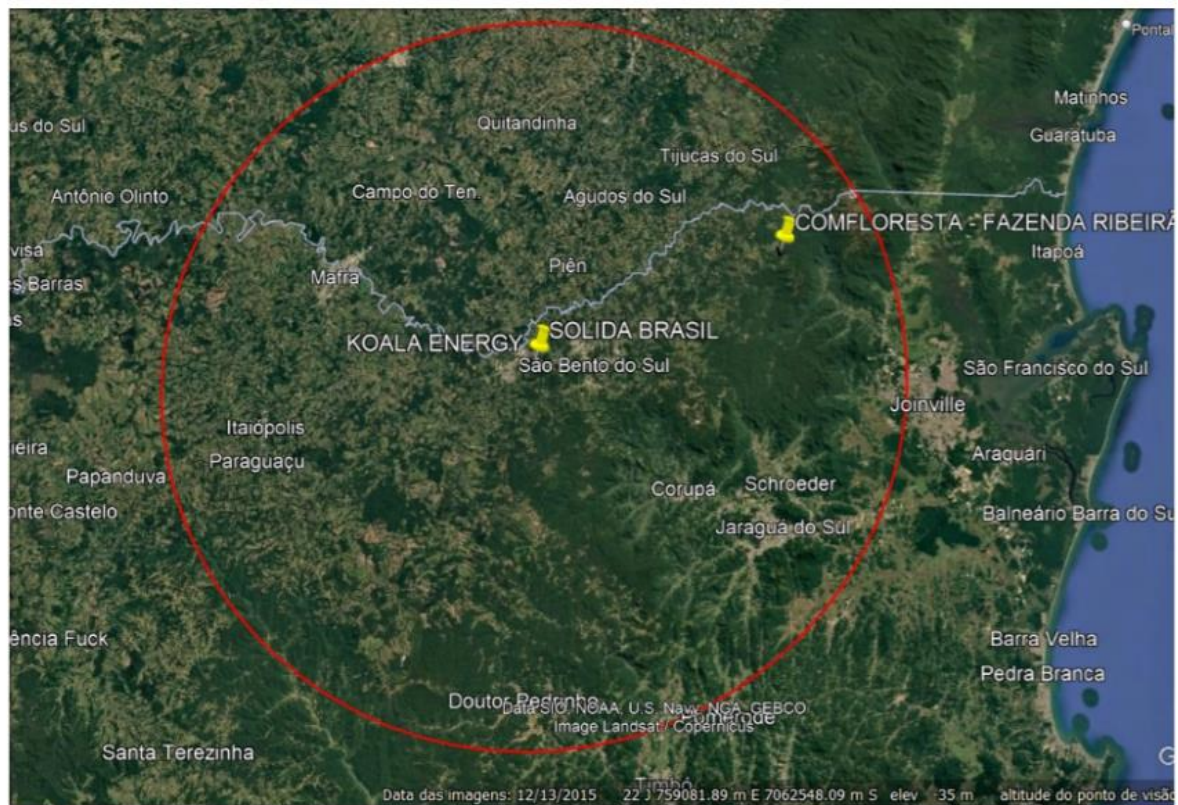 Pontal
Matinhos
Quitandinha
us do Sul
Guaratuba
Tijucas do Sul
Antônio Olinto
Campo do Ten.
Agudos do Sul
COMFLORESTA - FAZENDA RIBEIRÃ
visa
Itapoá
Piên
Mafra
es Barras
as
SOLIDA BRASIL
KOALA ENERGY
São Bento do Sul
São Francisco do Sul
Joinville
Itaiópolis
ieira
Araquari
Paraguaçu
Papanduva
Schroeder
Corupá
onte Castelo
Balneário Barra do Su
Jaraguá do Sul
ência Fuck
Barra Velha
Pedra Branca
Doutor Pedrinho
Data SIO, NOAA, U.S. Navy, NGA, GEBCO
Pomerode
Image Landsat / Copernicus
Santa Terezinha
G
Timbó
Data das imagens: 12/13/2015 22 J 759081.89 m E 7062548.09 m S elev 35 m altitude do ponto de visão